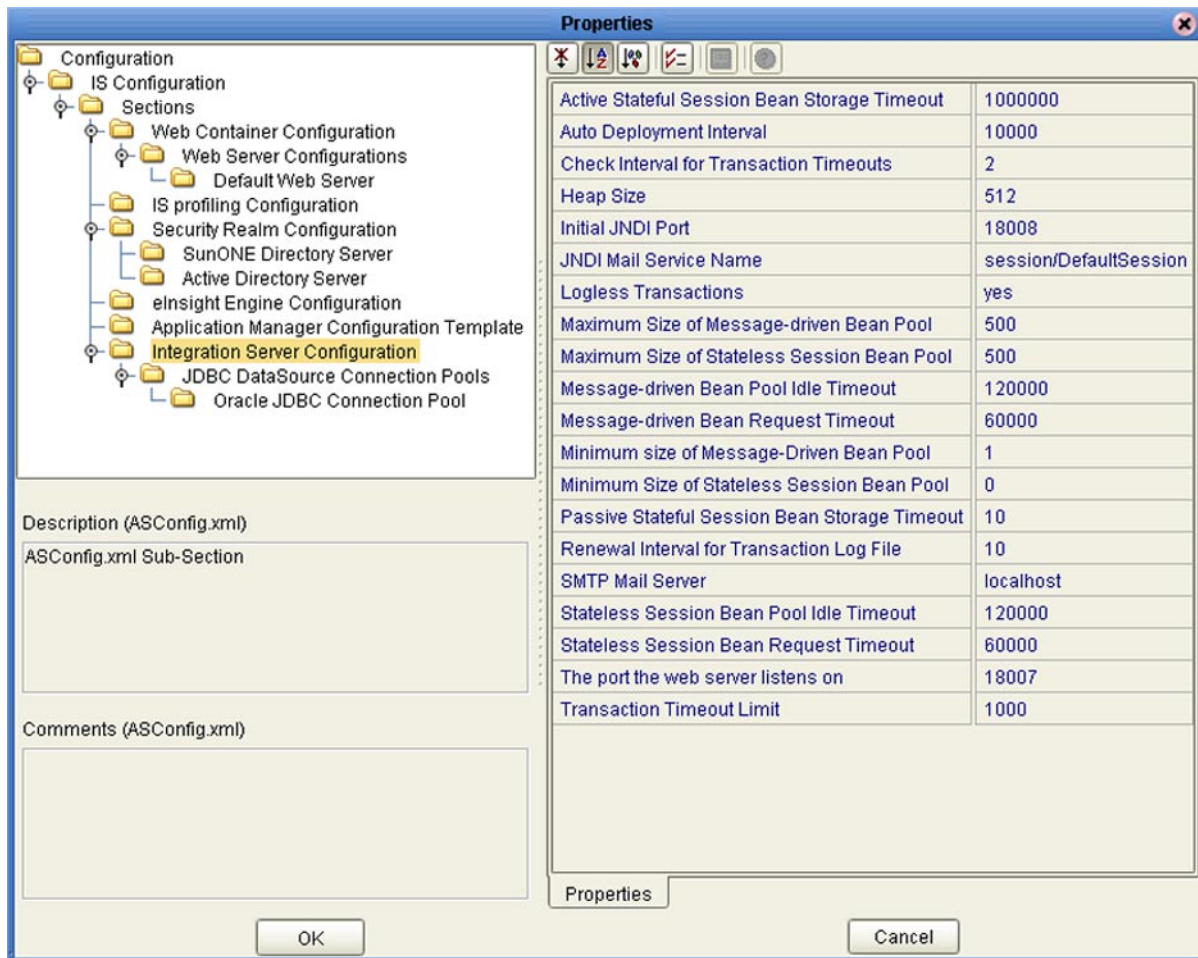 Properties
Configuration
IS Configuration
Sections
Web Container Configuration
Web Server Configurations
Default Web Server
IS profiling Configuration
Security Realm Configuration
SunONE Directory Server
Active Directory Server
eInsight Engine Configuration
Application Manager Configuration Template
Integration Server Configuration
JDBC DataSource Connection Pools
Oracle JDBC Connection Pool
Description (ASConfig.xml)
ASConfig.xml Sub-Section
Comments (ASConfig.xml)
Active Stateful Session Bean Storage Timeout 1000000
Auto Deployment Interval 10000
Check Interval for Transaction Timeouts 2
Heap Size 512
Initial JNDI Port 18008
JNDI Mail Service Name session/DefaultSession
Logless Transactions yes
Maximum Size of Message-driven Bean Pool 500
Maximum Size of Stateless Session Bean Pool 500
Message-driven Bean Pool Idle Timeout 120000
Message-driven Bean Request Timeout 60000
Minimum size of Message-Driven Bean Pool 1
Minimum Size of Stateless Session Bean Pool 0
Passive Stateful Session Bean Storage Timeout 10
Renewal Interval for Transaction Log File 10
SMTP Mail Server localhost
Stateless Session Bean Pool Idle Timeout 120000
Stateless Session Bean Request Timeout 60000
The port the web server listens on 18007
Transaction Timeout Limit 1000
Properties
OK
Cancel